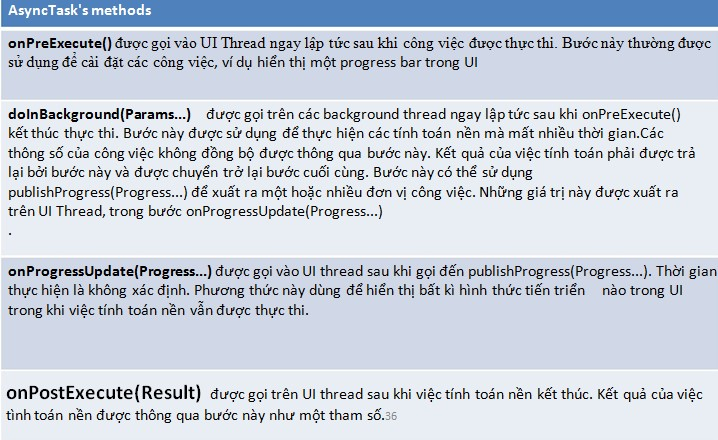 AsyncTask's methods
onPreExecute() được gọi vào UI Thread ngay lập tức sau khi công việc được thực thi. Bước này thường được
sử dụng để cài đặt các công việc, ví dụ hiển thị một progress bar trong UI
doInBackground(Params...) được gọi trên các background thread ngay lập tức sau khi onPreExecute()
kết thúc thực thi. Bước này được sử dụng để thực hiện các tính toán nền mà mất nhiều thời gian.Các
thông số của công việc không đồng bộ được thông qua bước này. Kết quả của việc tính toán phải được trả
lại bởi bước này và được chuyển trở lại bước cuối cùng. Bước này có thể sử dụng
publishProgress(Progress...) để xuất ra một hoặc nhiều đơn vị công việc. Những giá trị này được xuất ra
trên UI Thread, trong bước onProgressUpdate(Progress...)
.
onProgressUpdate(Progress...) được gọi vào UI thread sau khi gọi đến publishProgress(Progress...). Thời gian
thực hiện là không xác định. Phương thức này dùng để hiển thị bất kì hình thức tiến triển nào trong UI
trong khi việc tính toán nền vẫn được thực thi.
onPostExecute(Result) được gọi trên UI thread sau khi việc tính toán nền kết thúc. Kết quả của việc
tình toán nền được thông qua bước này như một tham số.36